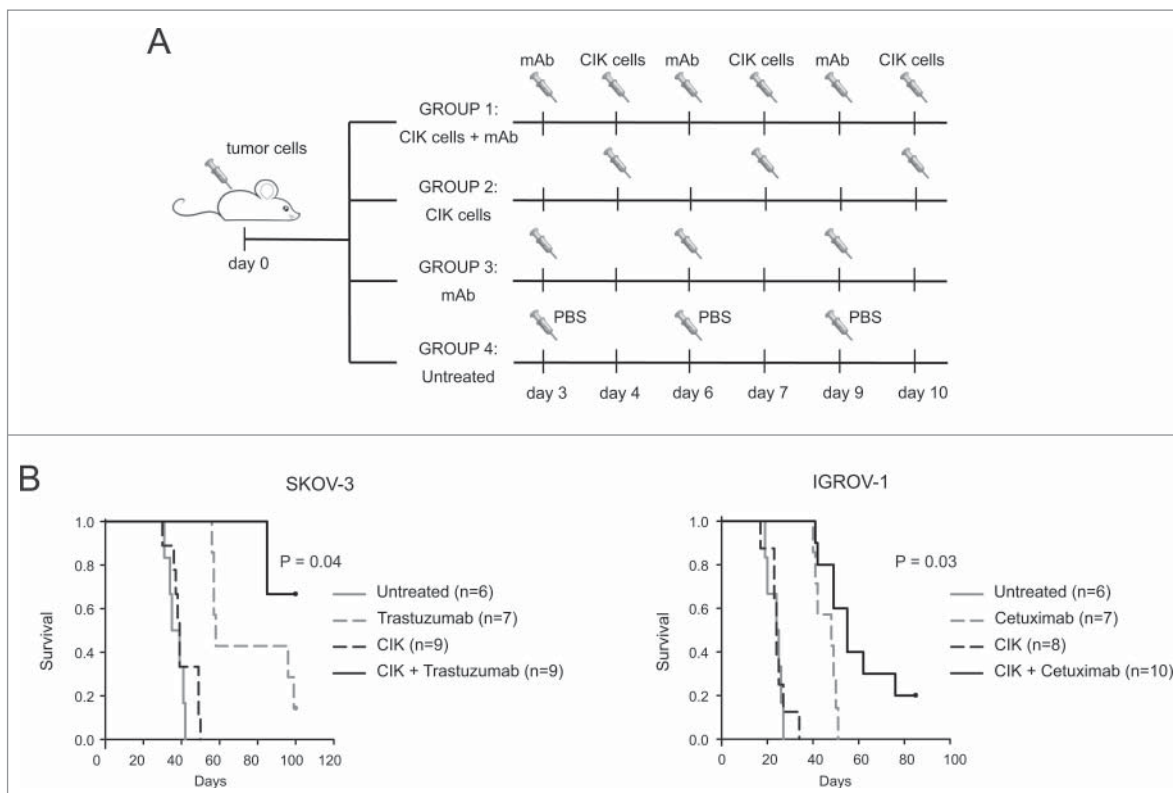 A
mAb CIK cells mAb CIK cells mAb CIK cells
GROUP 1:
CIK cells + mAb
tumor cells
GROUP 2:
CIK cells
day 0
GROUP 3:
mAb
PBS PBS PBS
GROUP 4:
Untreated
day 3 day 4 day 6 day 7 day 9 day 10
B
SKOV-3
1.0
0.8
0.6
0.4
0.2
0.0
Survival
P = 0.04
Untreated (n=6)
Trastuzumab (n=7)
CIK (n=9)
CIK + Trastuzumab (n=9)
0 20 40 60 80 100 120
Days
IGROV-1
1.0
0.8
0.6
0.4
0.2
0.0
Survival
P = 0.03
Untreated (n=6)
Cetuximab (n=7)
CIK (n=8)
CIK + Cetuximab (n=10)
0 20 40 60 80 100
Days